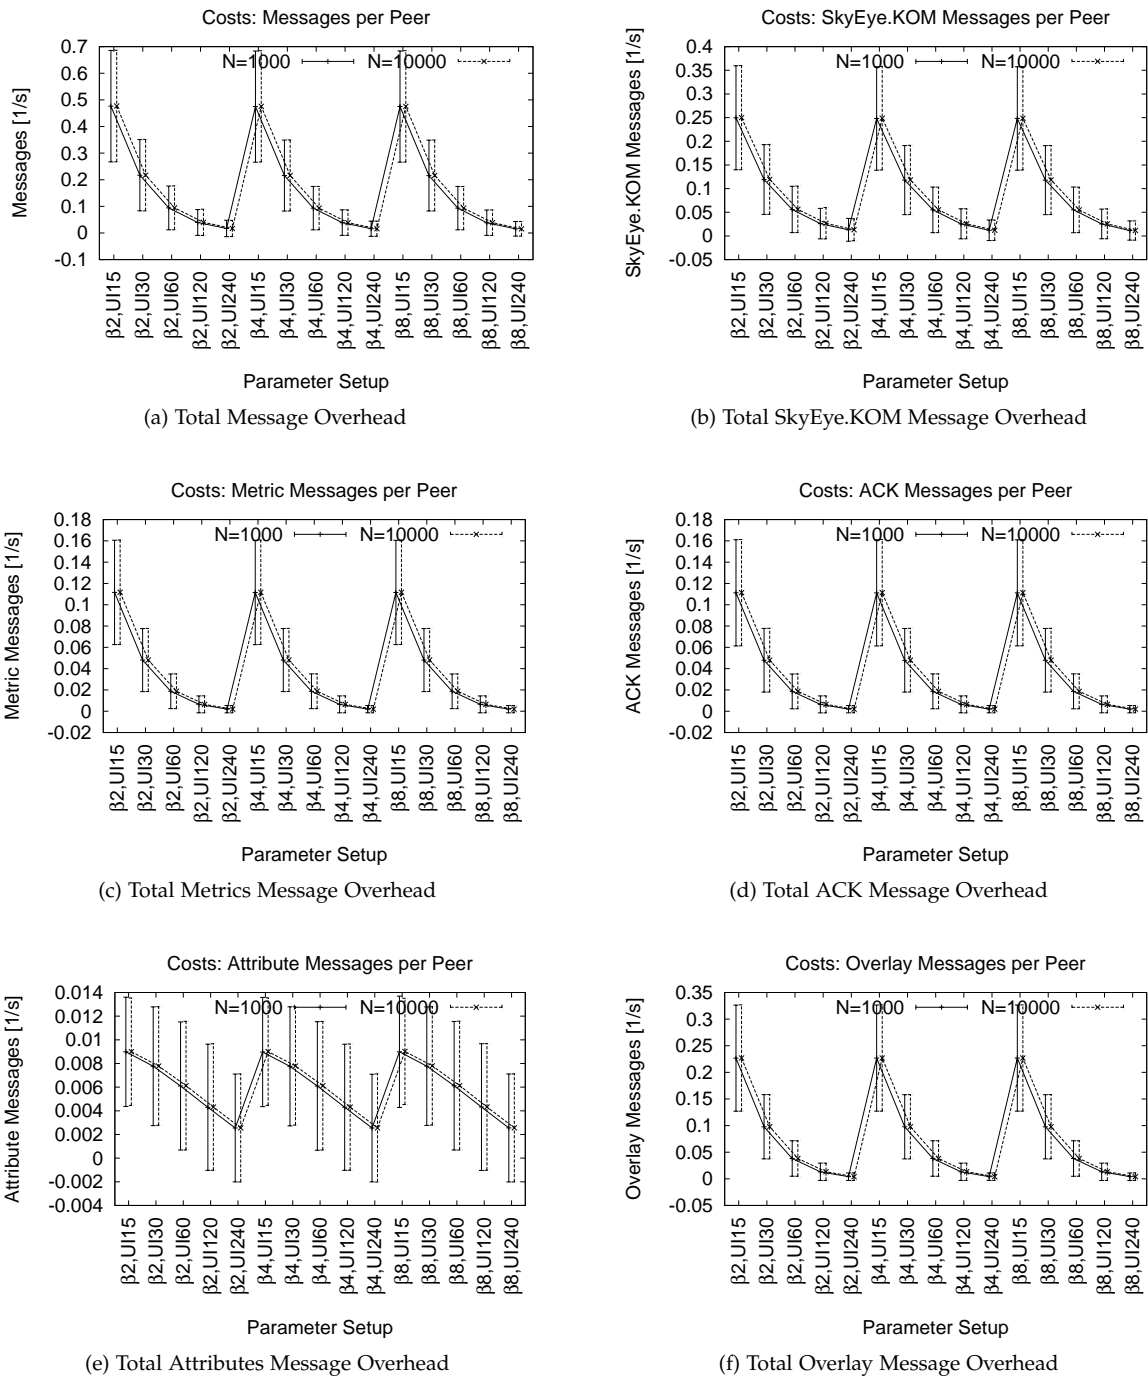 Costs: Messages per Peer
Messages [1/s]
0.7
0.6
0.5
0.4
0.3
0.2
0.1
0
-0.1
N=1000 N=10000
β2,UI15
β2,UI30
β2,UI60
β2,UI120
β2,UI240
β4,UI15
β4,UI30
β4,UI60
β4,UI120
β4,UI240
β8,UI15
β8,UI30
β8,UI60
β8,UI120
β8,UI240
Parameter Setup
(a) Total Message Overhead
Costs: SkyEye.KOM Messages per Peer
SkyEye.KOM Messages [1/s]
0.4
0.35
0.3
0.25
0.2
0.15
0.1
0.05
0
-0.05
N=1000 N=10000
β2,UI15
β2,UI30
β2,UI60
β2,UI120
β2,UI240
β4,UI15
β4,UI30
β4,UI60
β4,UI120
β4,UI240
β8,UI15
β8,UI30
β8,UI60
β8,UI120
β8,UI240
Parameter Setup
(b) Total SkyEye.KOM Message Overhead
Costs: Metric Messages per Peer
Metric Messages [1/s]
0.18
0.16
0.14
0.12
0.1
0.08
0.06
0.04
0.02
0
-0.02
N=1000 N=10000
β2,UI15
β2,UI30
β2,UI60
β2,UI120
β2,UI240
β4,UI15
β4,UI30
β4,UI60
β4,UI120
β4,UI240
β8,UI15
β8,UI30
β8,UI60
β8,UI120
β8,UI240
Parameter Setup
(c) Total Metrics Message Overhead
Costs: ACK Messages per Peer
ACK Messages [1/s]
0.18
0.16
0.14
0.12
0.1
0.08
0.06
0.04
0.02
0
-0.02
N=1000 N=10000
β2,UI15
β2,UI30
β2,UI60
β2,UI120
β2,UI240
β4,UI15
β4,UI30
β4,UI60
β4,UI120
β4,UI240
β8,UI15
β8,UI30
β8,UI60
β8,UI120
β8,UI240
Parameter Setup
(d) Total ACK Message Overhead
Costs: Attribute Messages per Peer
Attribute Messages [1/s]
0.014
0.012
0.01
0.008
0.006
0.004
0.002
0
-0.002
-0.004
N=1000 N=10000
β2,UI15
β2,UI30
β2,UI60
β2,UI120
β2,UI240
β4,UI15
β4,UI30
β4,UI60
β4,UI120
β4,UI240
β8,UI15
β8,UI30
β8,UI60
β8,UI120
β8,UI240
Parameter Setup
(e) Total Attributes Message Overhead
Costs: Overlay Messages per Peer
Overlay Messages [1/s]
0.35
0.3
0.25
0.2
0.15
0.1
0.05
0
-0.05
N=1000 N=10000
β2,UI15
β2,UI30
β2,UI60
β2,UI120
β2,UI240
β4,UI15
β4,UI30
β4,UI60
β4,UI120
β4,UI240
β8,UI15
β8,UI30
β8,UI60
β8,UI120
β8,UI240
Parameter Setup
(f) Total Overlay Message Overhead